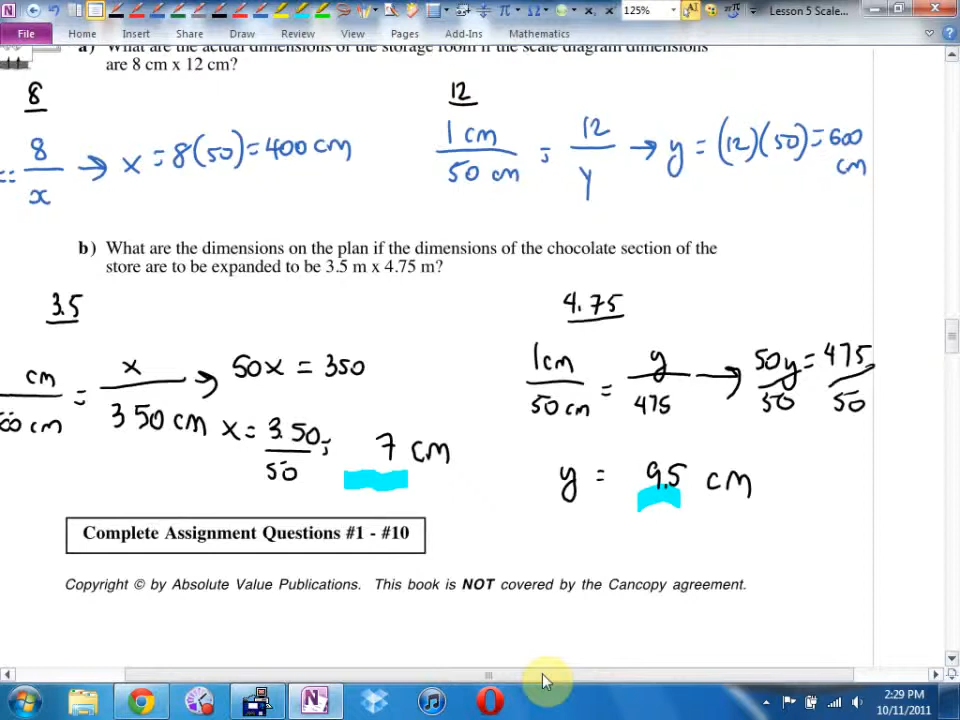 125%
Lesson 5 Scale...
File Home Insert Share Draw Review View Pages Add-Ins Mathematics
a) What are the actual dimensions of the storage room if the scale diagram dimensions
are 8 cm x 12 cm?
8
12
8/x → x = 8(50) = 400 cm
1 cm/50 cm = 12/y → y = (12)(50) = 600 cm
b) What are the dimensions on the plan if the dimensions of the chocolate section of the
store are to be expanded to be 3.5 m x 4.75 m?
3.5
4.75
cm/50 cm = x/350 cm → 50x = 350
x = 350/50 = 7 cm
1cm/50 cm = y/475 → 50y/50 = 475/50
y = 9.5 cm
Complete Assignment Questions #1 - #10
Copyright © by Absolute Value Publications. This book is NOT covered by the Cancopy agreement.
2:29 PM
10/11/2011